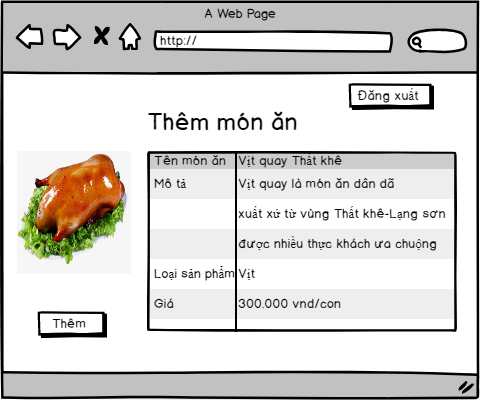 A Web Page
http://
Đăng xuất
Thêm món ăn
Tên món ăn Vịt quay Thất khê
Mô tả Vịt quay là món ăn dân dã
xuất xứ từ vùng Thất khê-Lạng sơn
được nhiều thực khách ưa chuộng
Loại sản phẩm Vịt
Giá 300.000 vnd/con
Thêm